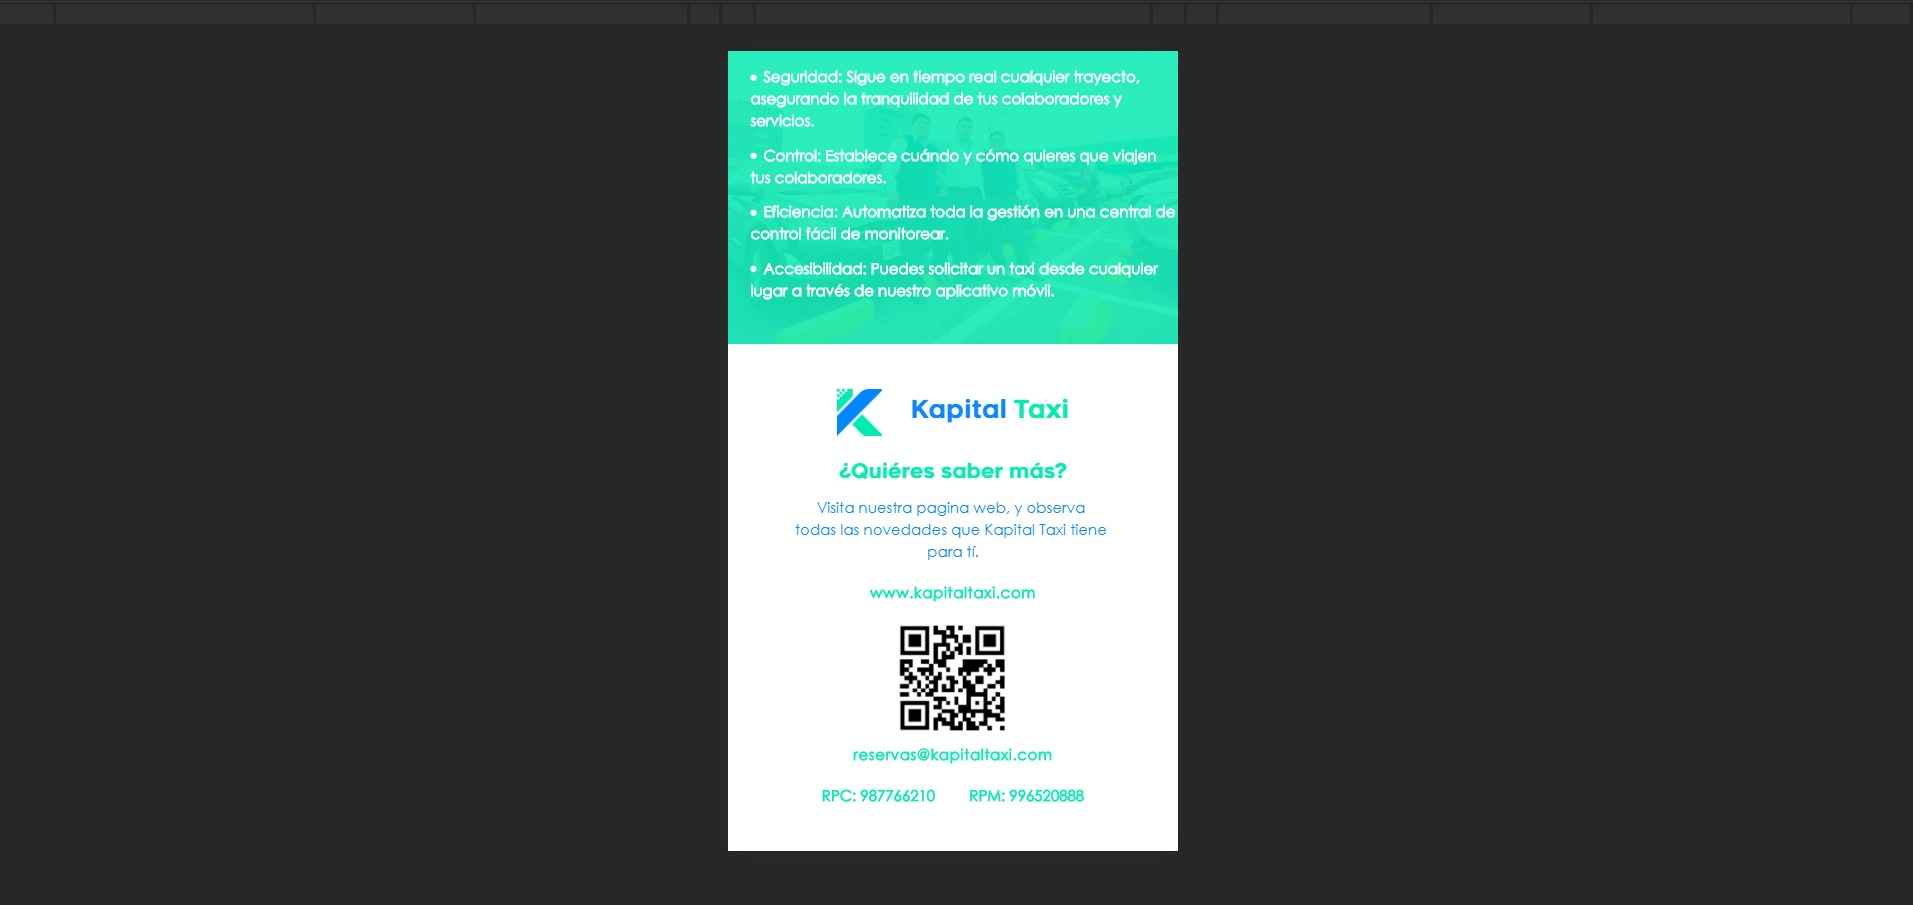 • Seguridad: Sigue en tiempo real cualquier trayecto,
asegurando la tranquilidad de tus colaboradores y
servicios.
• Control: Establece cuándo y cómo quieres que viajen
tus colaboradores.
• Eficiencia: Automatiza toda la gestión en una central de
control fácil de monitorear.
• Accesibilidad: Puedes solicitar un taxi desde cualquier
lugar a través de nuestro aplicativo móvil.
Kapital Taxi
¿Quiéres saber más?
Visita nuestra pagina web, y observa
todas las novedades que Kapital Taxi tiene
para tí.
www.kapitaltaxi.com
reservas@kapitaltaxi.com
RPC: 987766210 RPM: 996520888